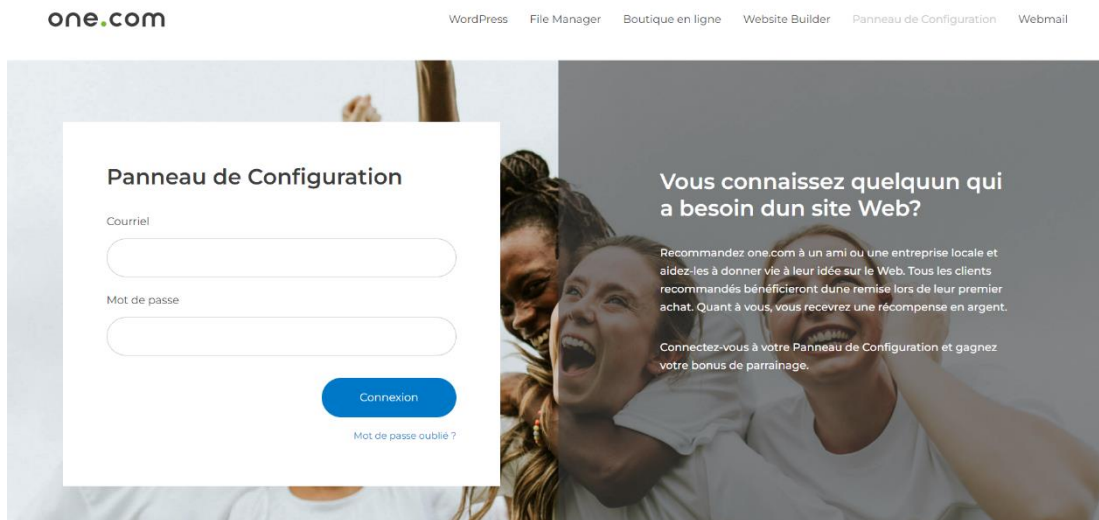 one.com
WordPress File Manager Boutique en ligne Website Builder Panneau de Configuration Webmail
Panneau de Configuration
Courriel
Mot de passe
Connexion
Mot de passe oublié ?
Vous connaissez quelquun qui
a besoin dun site Web?
Recommandez one.com à un ami ou une entreprise locale et
aidez-les à donner vie à leur idée sur le Web. Tous les clients
recommandés bénéficieront dune remise lors de leur premier
achat. Quant à vous, vous recevrez une récompense en argent.
Connectez-vous à votre Panneau de Configuration et gagnez
votre bonus de parrainage.